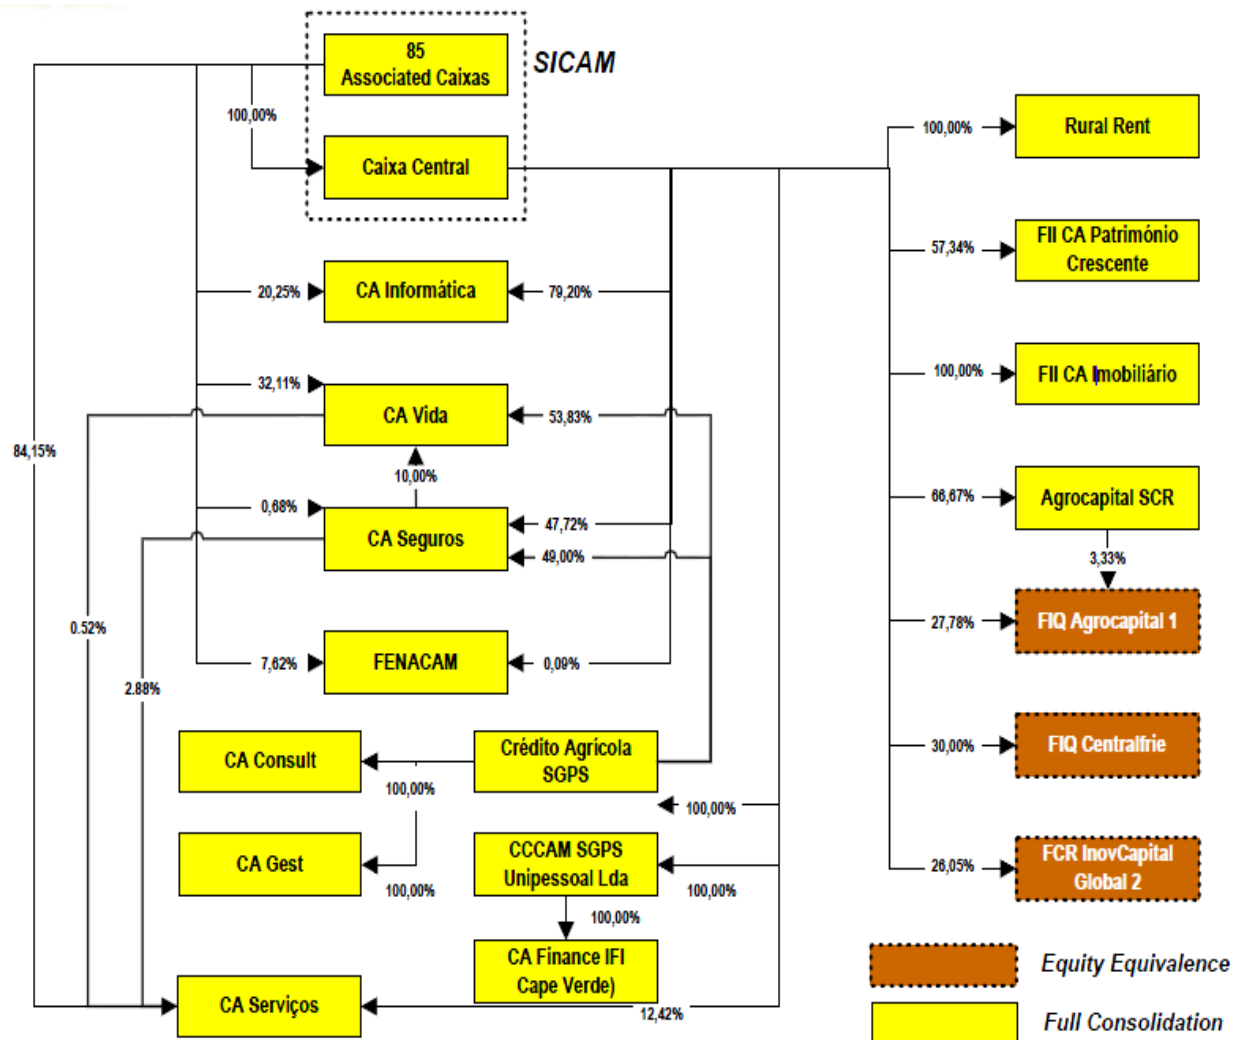 85
Associated Caixas
SICAM
100,00%
Caixa Central
100,00%
Rural Rent
57,34%
FII CA Património
Crescente
20,25%
CA Informática
79,20%
100,00%
FII CA Imobiliário
32,11%
CA Vida
53,83%
84,15%
10,00%
66,67%
Agrocapital SCR
0,68%
CA Seguros
47,72%
49,00%
3,33%
0.52%
27,78%
FIQ Agrocapital 1
2.88%
7,62%
FENACAM
0,09%
CA Consult
Crédito Agrícola
SGPS
30,00%
FIQ Centralfrie
100,00%
100,00%
CA Gest
CCCAM SGPS
Unipessoal Lda
26,05%
FCR InovCapital
Global 2
100,00%
100,00%
100,00%
CA Finance IFI
Cape Verde)
Equity Equivalence
CA Serviços
12,42%
Full Consolidation